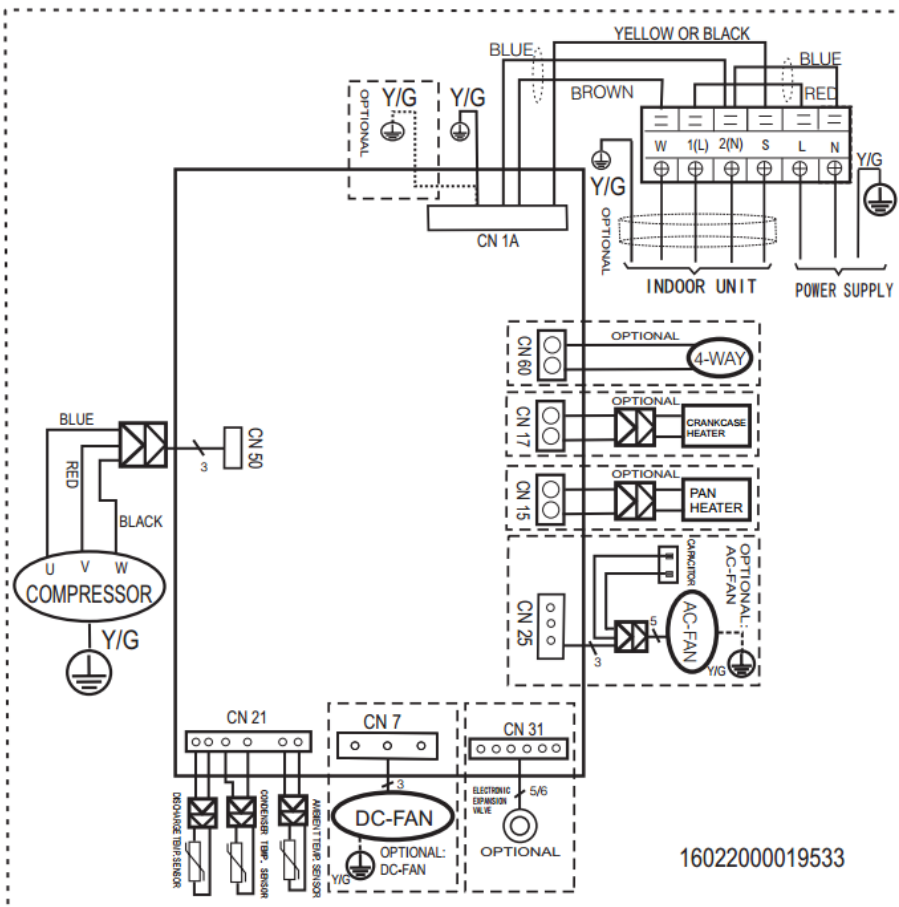 YELLOW OR BLACK
BLUE
BLUE
BROWN
RED
OPTIONAL
Y/G
Y/G
W 1(L) 2(N) S L N
Y/G
Y/G
OPTIONAL
CN 1A
INDOOR UNIT
POWER SUPPLY
CN 60
OPTIONAL
4-WAY
CN 17
OPTIONAL
CRANKCASE
HEATER
CN 15
OPTIONAL
PAN
HEATER
BLUE
RED
BLACK
3
CN 50
U V W
COMPRESSOR
Y/G
CN 25
3
CAPACITOR
5
AC-FAN
OPTIONAL:
AC-FAN
Y/G
CN 21
DISCHARGE TEMP. SENSOR
CONDENSER TEMP. SENSOR
AMBIENT TEMP. SENSOR
CN 7
3
DC-FAN
Y/G
OPTIONAL:
DC-FAN
CN 31
ELECTRONIC
EXPANSION
VALVE
5/6
OPTIONAL
16022000019533